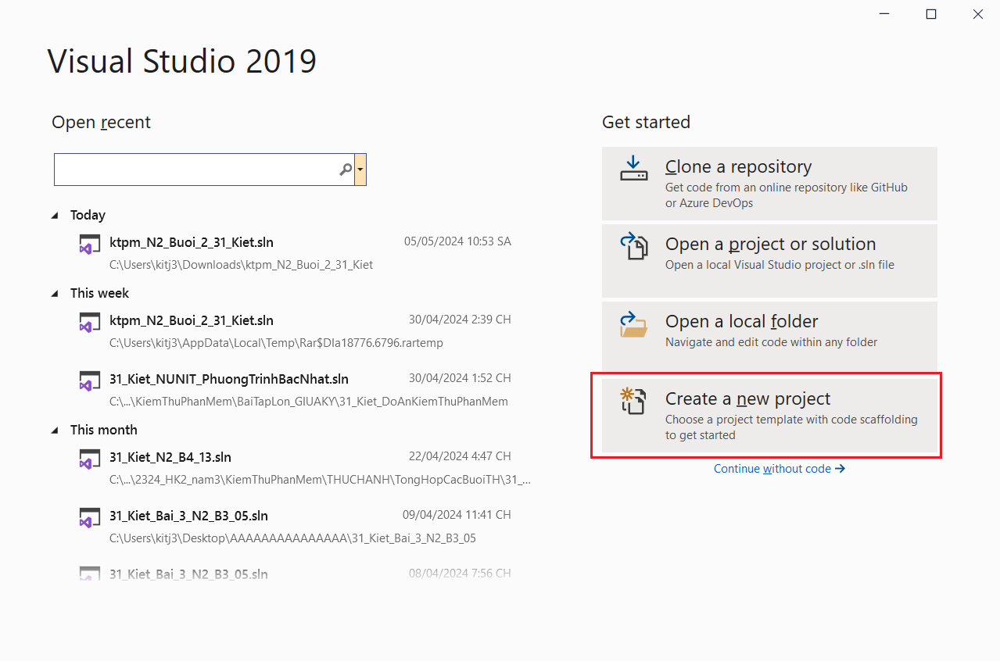 Visual Studio 2019
Open recent
Today
ktpm_N2_Buoi_2_31_Kiet.sln 05/05/2024 10:53 SA
C:\Users\kitj3\Downloads\ktpm_N2_Buoi_2_31_Kiet
This week
ktpm_N2_Buoi_2_31_Kiet.sln 30/04/2024 2:39 CH
C:\Users\kitj3\AppData\Local\Temp\Rar$DIa18776.6796.rartemp
31_Kiet_NUNIT_PhuongTrinhBacNhat.sln 30/04/2024 1:52 CH
C:\...\KiemThuPhanMem\BaiTapLon_GIUAKY\31_Kiet_DoAnKiemThuPhanMem
This month
31_Kiet_N2_B4_13.sln 22/04/2024 4:47 CH
C:\...\2324_HK2_nam3\KiemThuPhanMem\THUCHANH\TongHopCacBuoiTH\31_...
31_Kiet_Bai_3_N2_B3_05.sln 09/04/2024 11:41 CH
C:\Users\kitj3\Desktop\AAAAAAAAAAAAAAA\31_Kiet_Bai_3_N2_B3_05
31_Kiet_Bai_3_N2_B3_05.sln 08/04/2024 7:56 CH
Get started
Clone a repository
Get code from an online repository like GitHub
or Azure DevOps
Open a project or solution
Open a local Visual Studio project or .sln file
Open a local folder
Navigate and edit code within any folder
Create a new project
Choose a project template with code scaffolding
to get started
Continue without code →